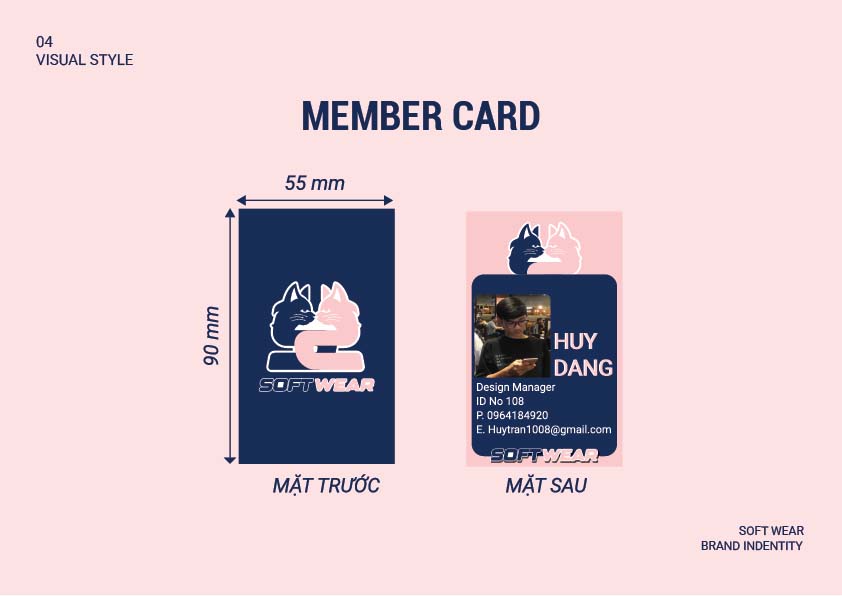 04
VISUAL STYLE
MEMBER CARD
55 mm
90 mm
SOFTWEAR
HUY
DANG
Design Manager
ID No 108
P. 0964184920
E. Huytran1008@gmail.com
SOFTWEAR
MẶT TRƯỚC
MẶT SAU
SOFT WEAR
BRAND INDENTITY